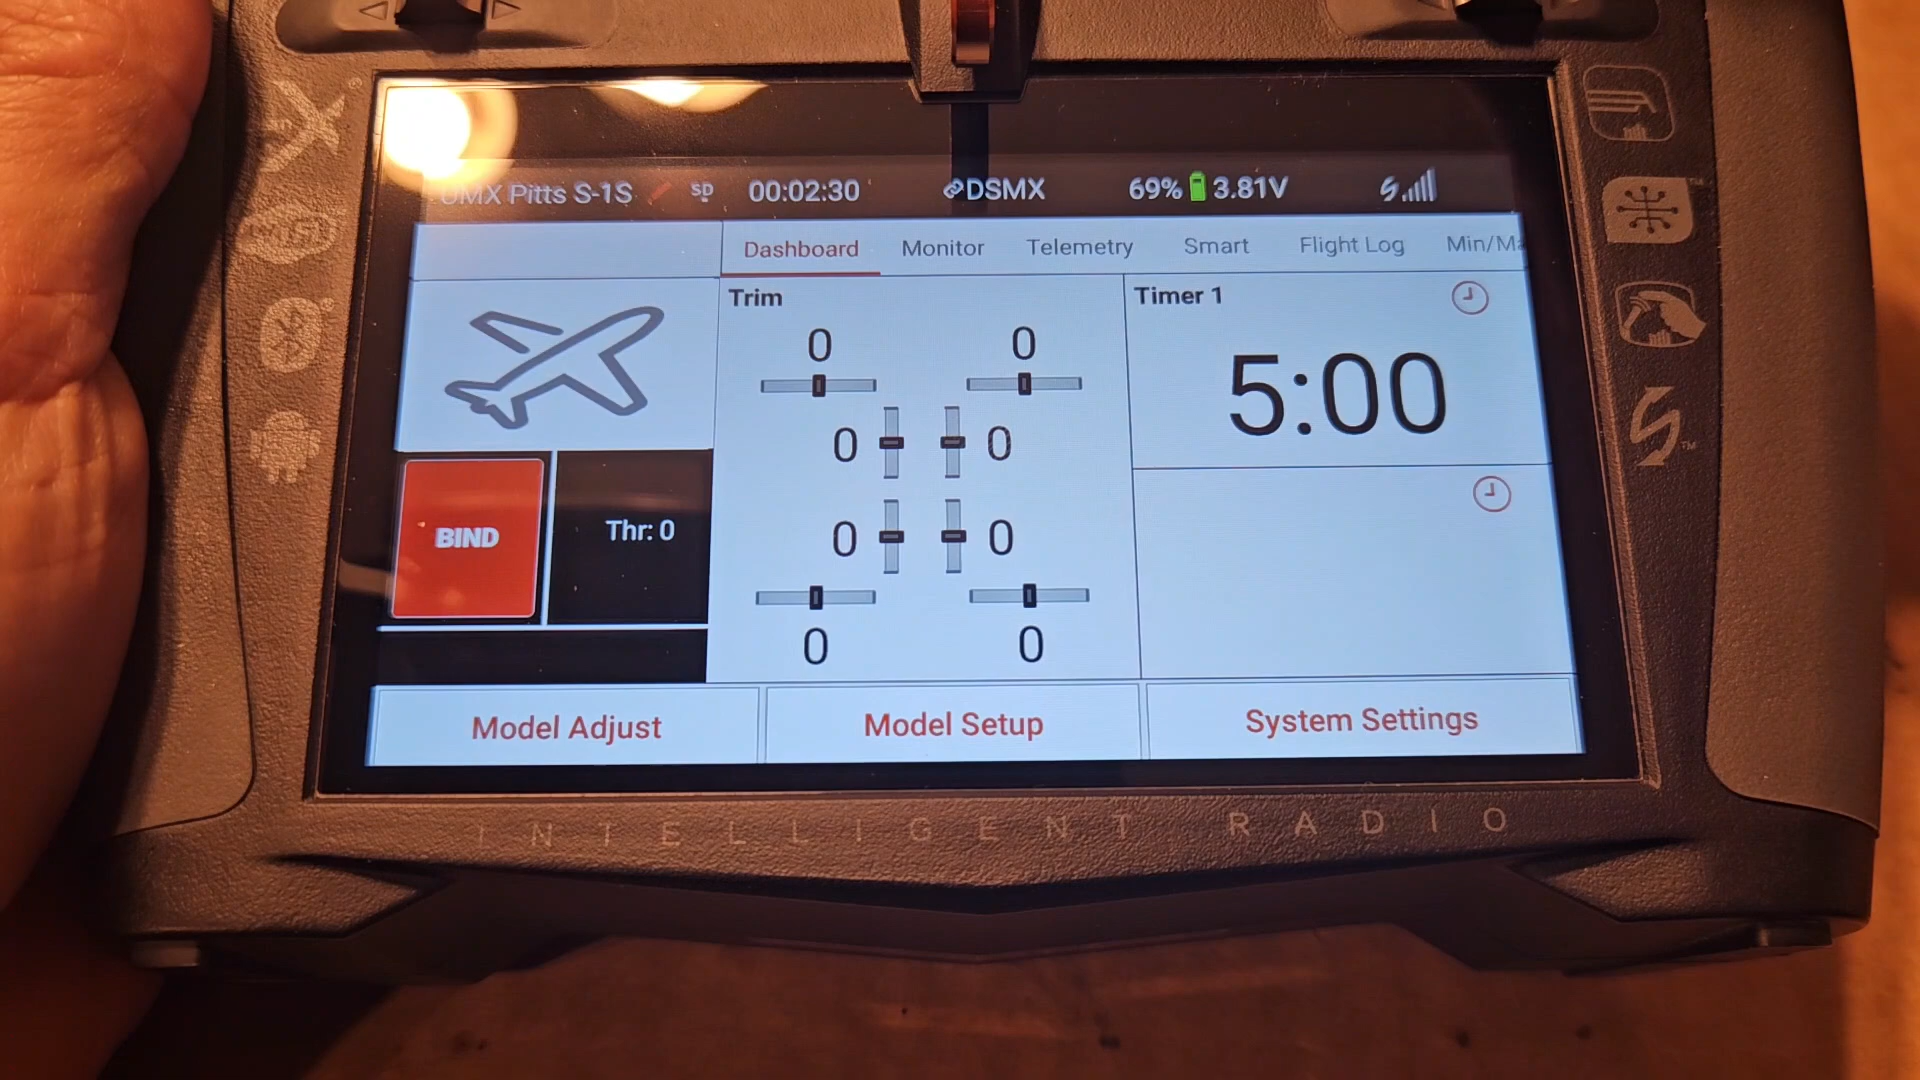 UMX Pitts S-1S SD 00:02:30 DSMX 69% 3.81V
Dashboard Monitor Telemetry Smart Flight Log Min/Ma
Trim
0 0
0 0
0 0
0 0
Timer 1
5:00
BIND
Thr: 0
Model Adjust Model Setup System Settings
INTELLIGENT RADIO